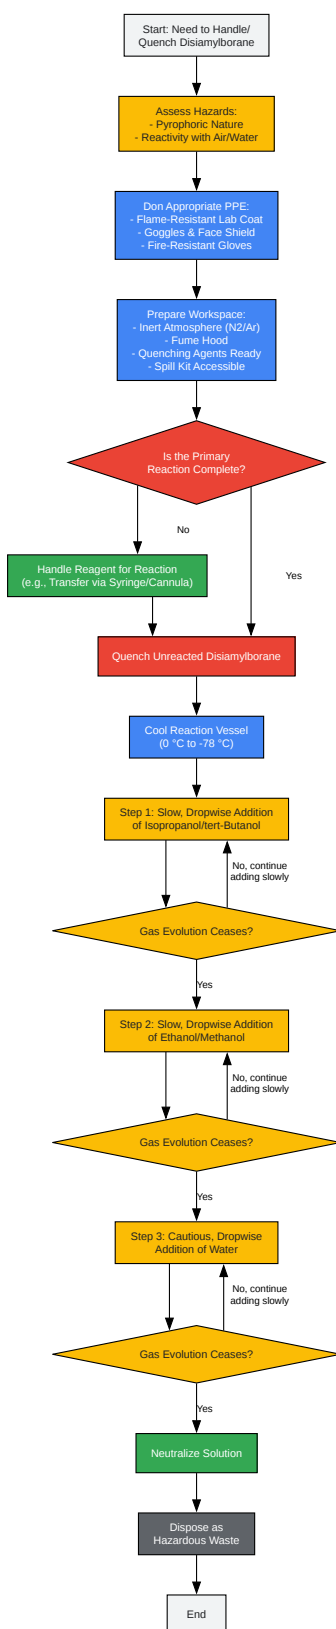 Start: Need to Handle/
Quench Disiamylborane
Assess Hazards:
- Pyrophoric Nature
- Reactivity with Air/Water
Don Appropriate PPE:
- Flame-Resistant Lab Coat
- Goggles & Face Shield
- Fire-Resistant Gloves
Prepare Workspace:
- Inert Atmosphere (N2/Ar)
- Fume Hood
- Quenching Agents Ready
- Spill Kit Accessible
Is the Primary
Reaction Complete?
No
Handle Reagent for Reaction
(e.g., Transfer via Syringe/Cannula)
Yes
Quench Unreacted Disiamylborane
Cool Reaction Vessel
(0 °C to -78 °C)
Step 1: Slow, Dropwise Addition
of Isopropanol/tert-Butanol
No, continue
adding slowly
Gas Evolution Ceases?
Yes
Step 2: Slow, Dropwise Addition
of Ethanol/Methanol
No, continue
adding slowly
Gas Evolution Ceases?
Yes
Step 3: Cautious, Dropwise
Addition of Water
No, continue
adding slowly
Gas Evolution Ceases?
Yes
Neutralize Solution
Dispose as
Hazardous Waste
End